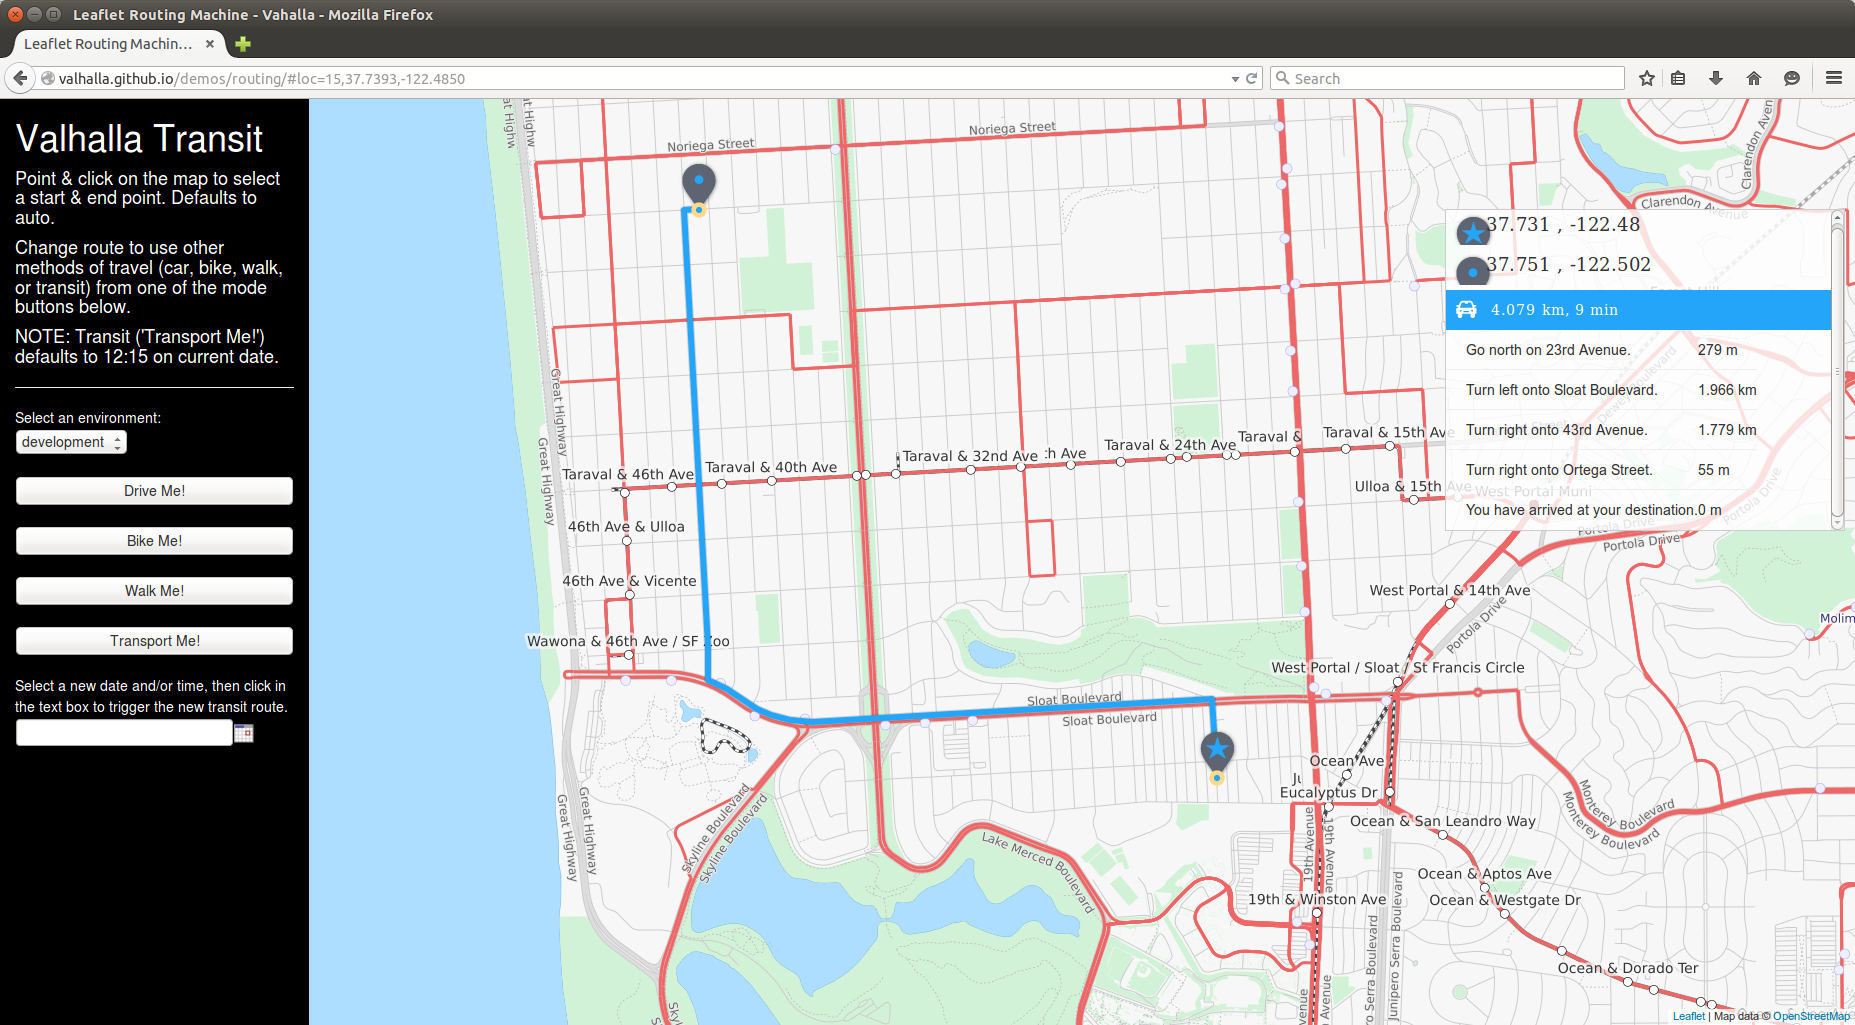 Leaflet Routing Machine - Vahalla - Mozilla Firefox
Leaflet Routing Machin...
valhalla.github.io/demos/routing/#loc=15,37.7393,-122.4850
Search
Valhalla Transit
Point & click on the map to select
a start & end point. Defaults to
auto.
Change route to use other
methods of travel (car, bike, walk,
or transit) from one of the mode
buttons below.
NOTE: Transit ('Transport Me!')
defaults to 12:15 on current date.
Select an environment:
development
Drive Me!
Bike Me!
Walk Me!
Transport Me!
Select a new date and/or time, then click in
the text box to trigger the new transit route.
37.731 , -122.48
37.751 , -122.502
4.079 km, 9 min
Go north on 23rd Avenue. 279 m
Turn left onto Sloat Boulevard. 1.966 km
Turn right onto 43rd Avenue. 1.779 km
Turn right onto Ortega Street. 55 m
You have arrived at your destination. 0 m
Noriega Street
Noriega Street
Clarendon Aven
Clarendon Avenue
Great Highway
Great Highway
Taraval & 46th Ave
Taraval & 40th Ave
Taraval & 32nd Ave
Taraval & 24th Ave
Taraval &
Taraval & 15th Ave
Ulloa & 15th Ave
West Portal Muni
46th Ave & Ulloa
46th Ave & Vicente
Wawona & 46th Ave / SF Zoo
Portola Drive
Portola Drive
Portola Drive
Portola Drive
West Portal & 14th Ave
Molim
West Portal / Sloat / St Francis Circle
Sloat Boulevard
Sloat Boulevard
Ocean Ave
Eucalyptus Dr
Ocean & San Leandro Way
Monterey Boulevard
Monterey Boulevard
Great Highway
Great Highway
Skyline Boulevard
Skyline Boulevard
Lake Merced Boulevard
19th Avenue
19th Avenue
Ocean & Aptos Ave
Ocean & Westgate Dr
19th & Winston Ave
Junipero Serra Boulevard
Ocean & Dorado Ter
Leaflet | Map data © OpenStreetMap